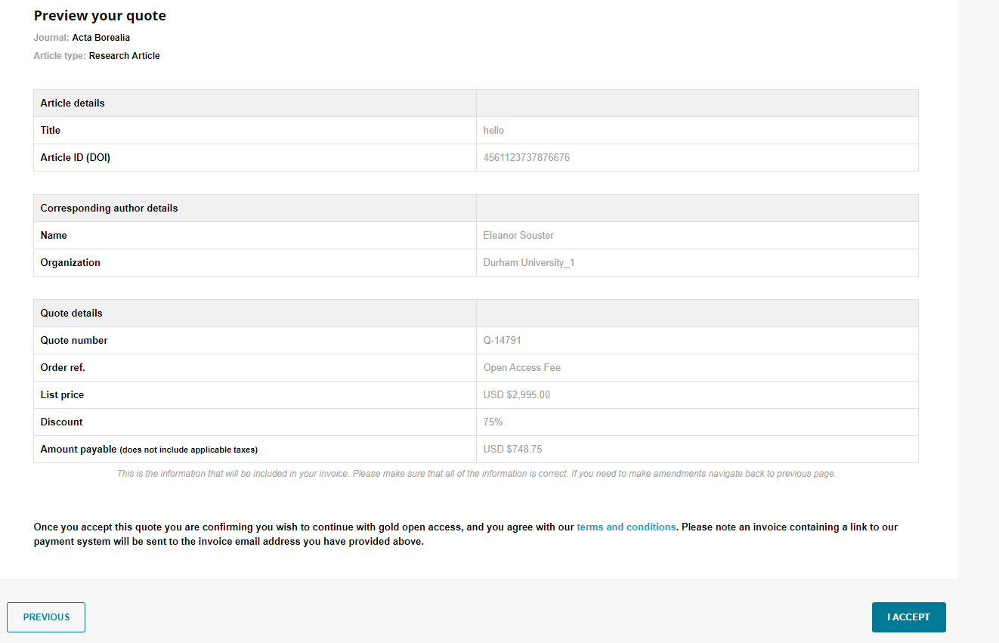 Preview your quote
Journal: Acta Borealia
Article type: Research Article
Article details
Title hello
Article ID (DOI) 4561123737876676
Corresponding author details
Name Eleanor Souster
Organization Durham University_1
Quote details
Quote number Q-14791
Order ref. Open Access Fee
List price USD $2,995.00
Discount 75%
Amount payable (does not include applicable taxes) USD $748.75
This is the information that will be included in your invoice. Please make sure that all of the information is correct. If you need to make amendments navigate back to previous page.
Once you accept this quote you are confirming you wish to continue with gold open access, and you agree with our terms and conditions. Please note an invoice containing a link to our
payment system will be sent to the invoice email address you have provided above.
PREVIOUS I ACCEPT